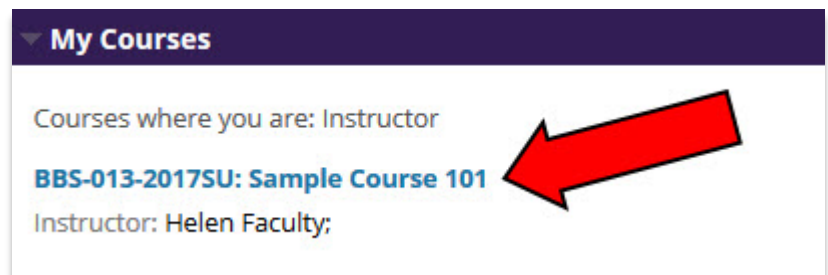 My Courses
Courses where you are: Instructor
BBS-013-2017SU: Sample Course 101
Instructor: Helen Faculty;